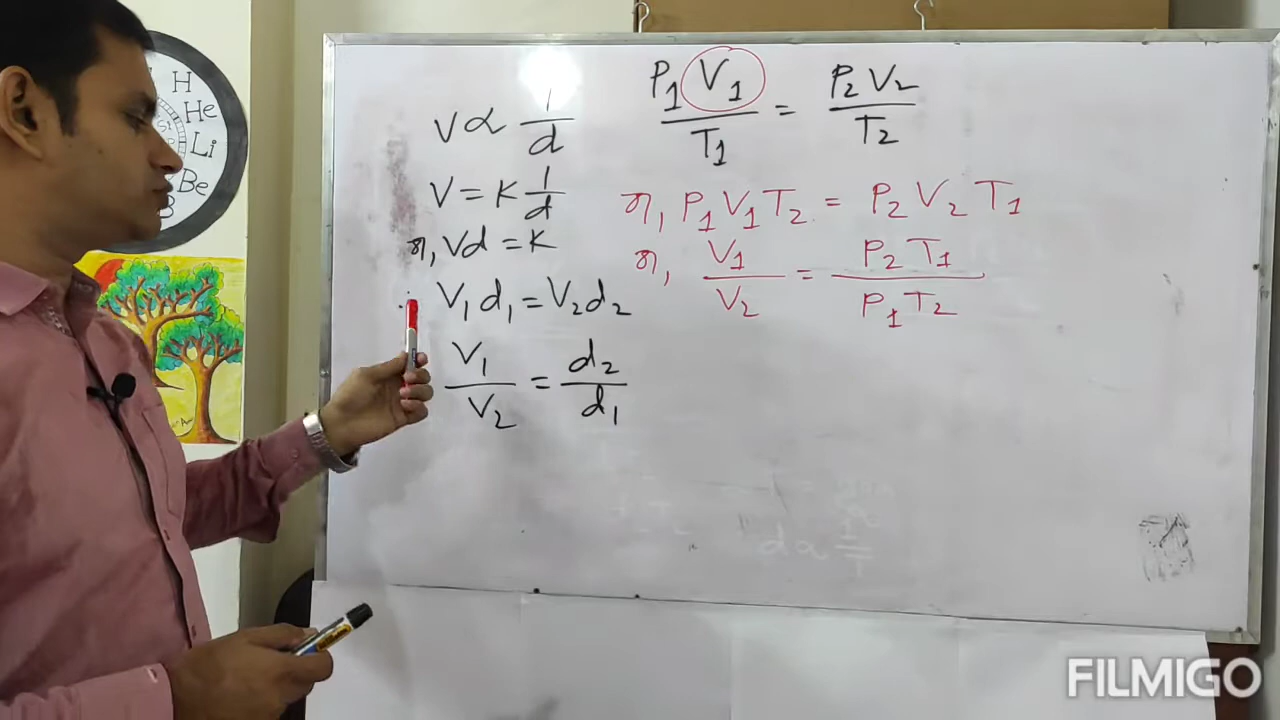 H
He
Li
Be
B
V ∝ 1/d
V = K 1/d
বা, Vd = K
∴ V₁d₁ = V₂d₂
V₁/V₂ = d₂/d₁
P₁V₁/T₁ = P₂V₂/T₂
বা, P₁V₁T₂ = P₂V₂T₁
বা, V₁/V₂ = P₂T₁/P₁T₂
d ∝ 1/T
FILMIGO